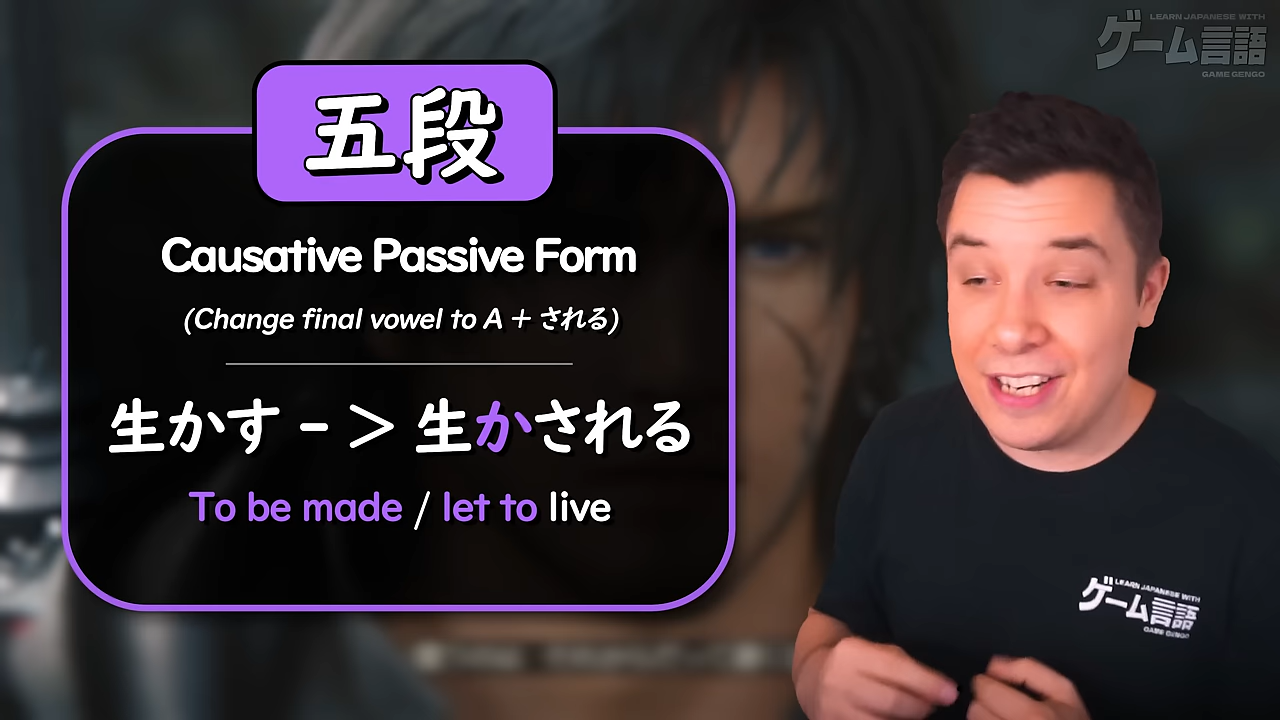 LEARN JAPANESE WITH
ゲーム言語
GAME GENGO
五段
Causative Passive Form
(Change final vowel to A + される)
生かす - > 生かされる
To be made / let to live
LEARN JAPANESE WITH
ゲーム言語
GAME GENGO